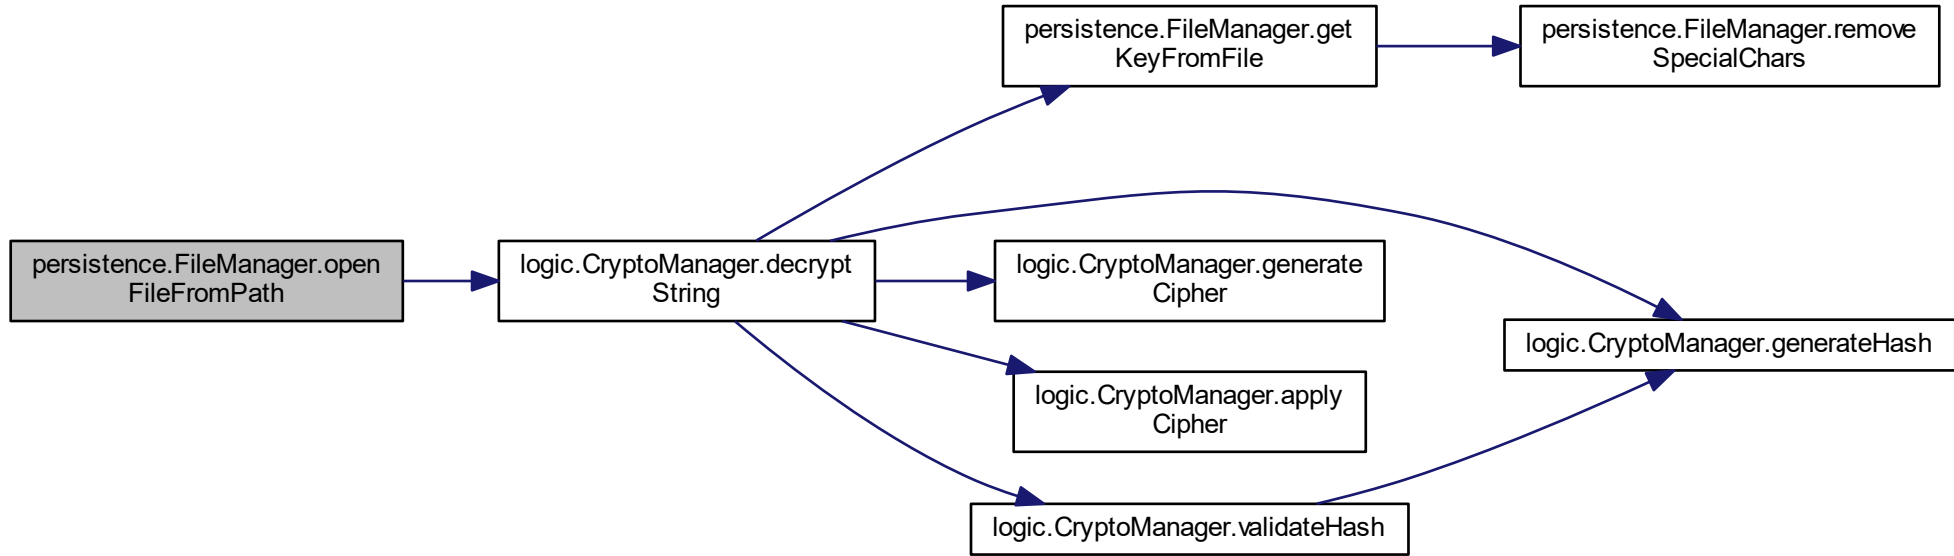 persistence.FileManager.open
FileFromPath
logic.CryptoManager.decrypt
String
persistence.FileManager.get
KeyFromFile
persistence.FileManager.remove
SpecialChars
logic.CryptoManager.generate
Cipher
logic.CryptoManager.apply
Cipher
logic.CryptoManager.validateHash
logic.CryptoManager.generateHash